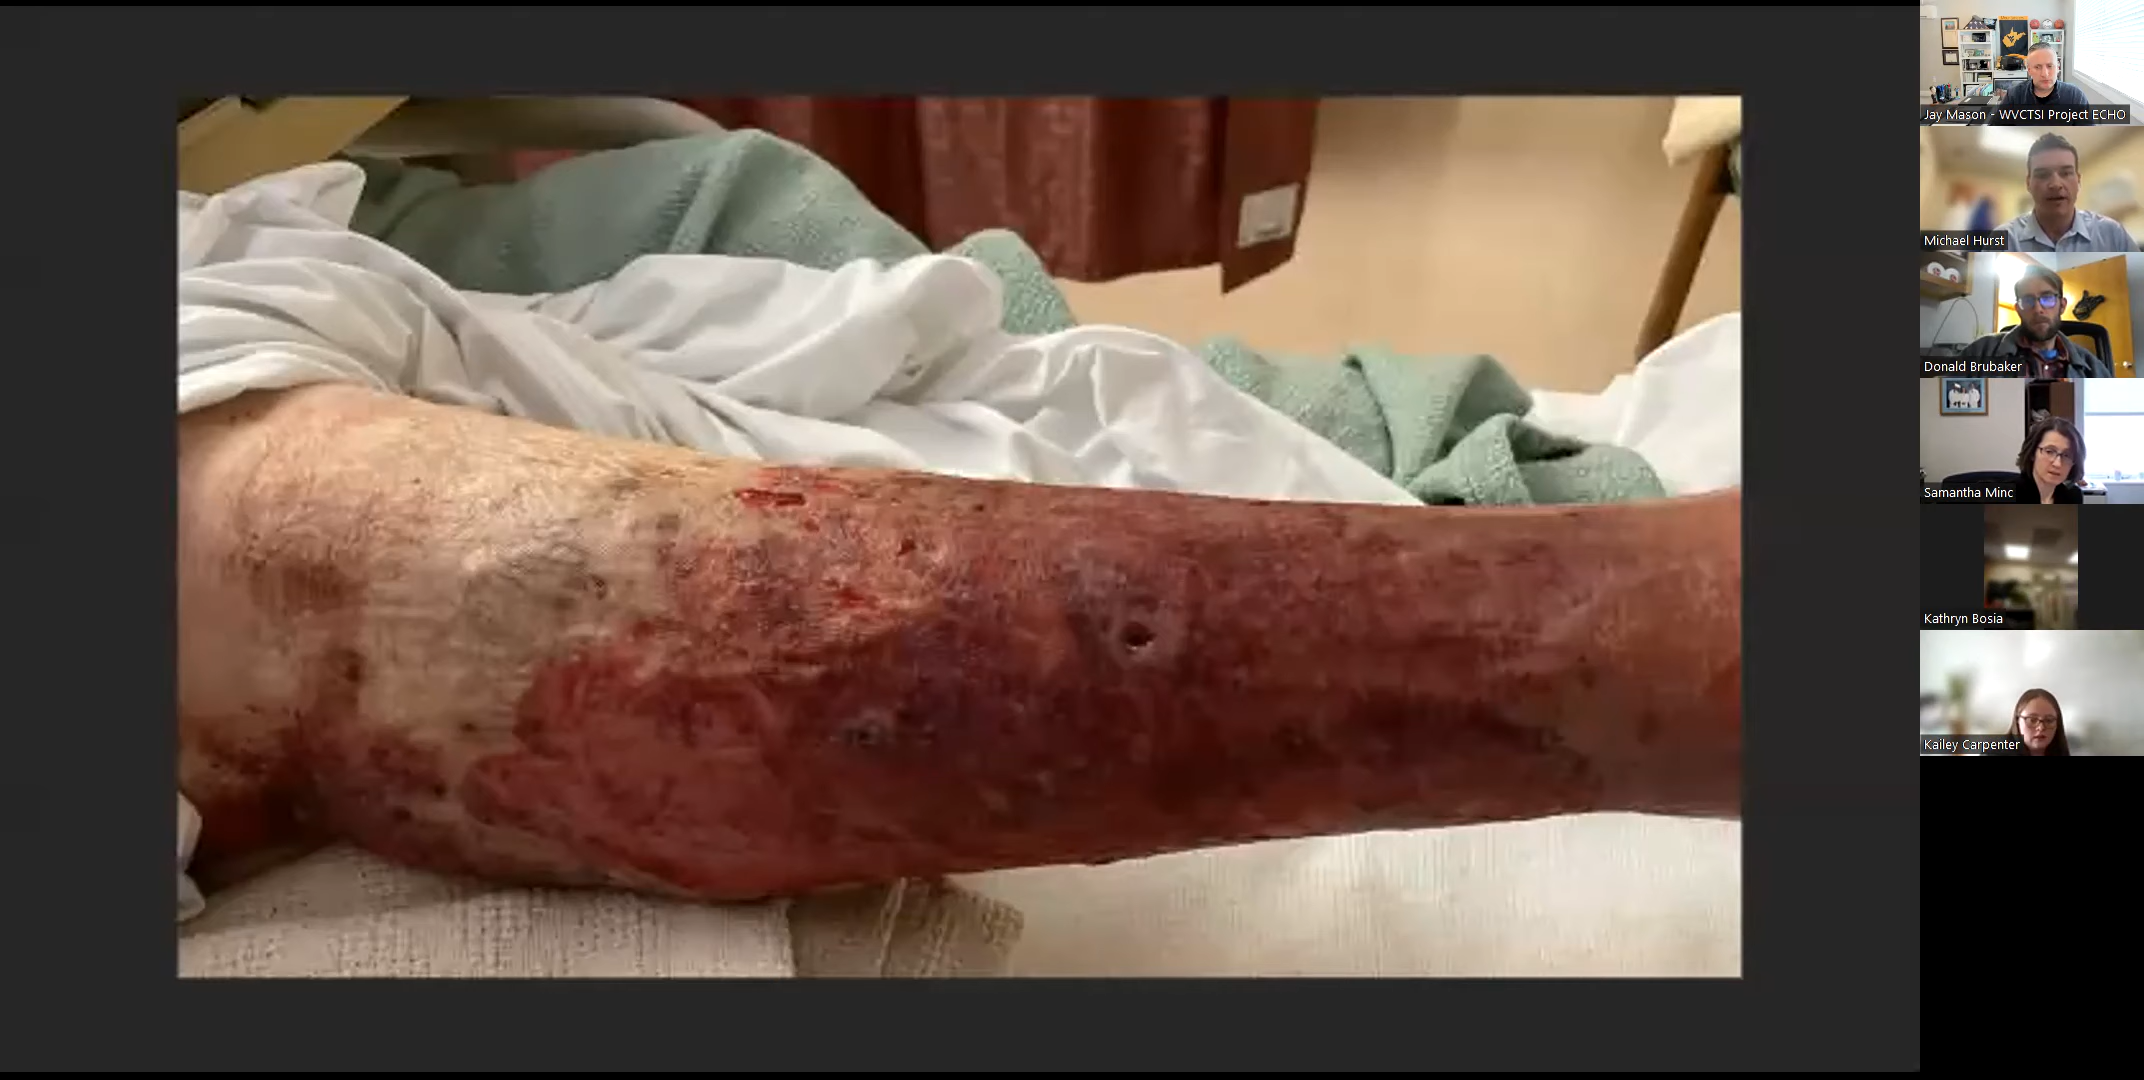 Jay Mason - WVCTSI Project ECHO
Michael Hurst
Donald Brubaker
Samantha Minc
Kathryn Bosia
Kailey Carpenter